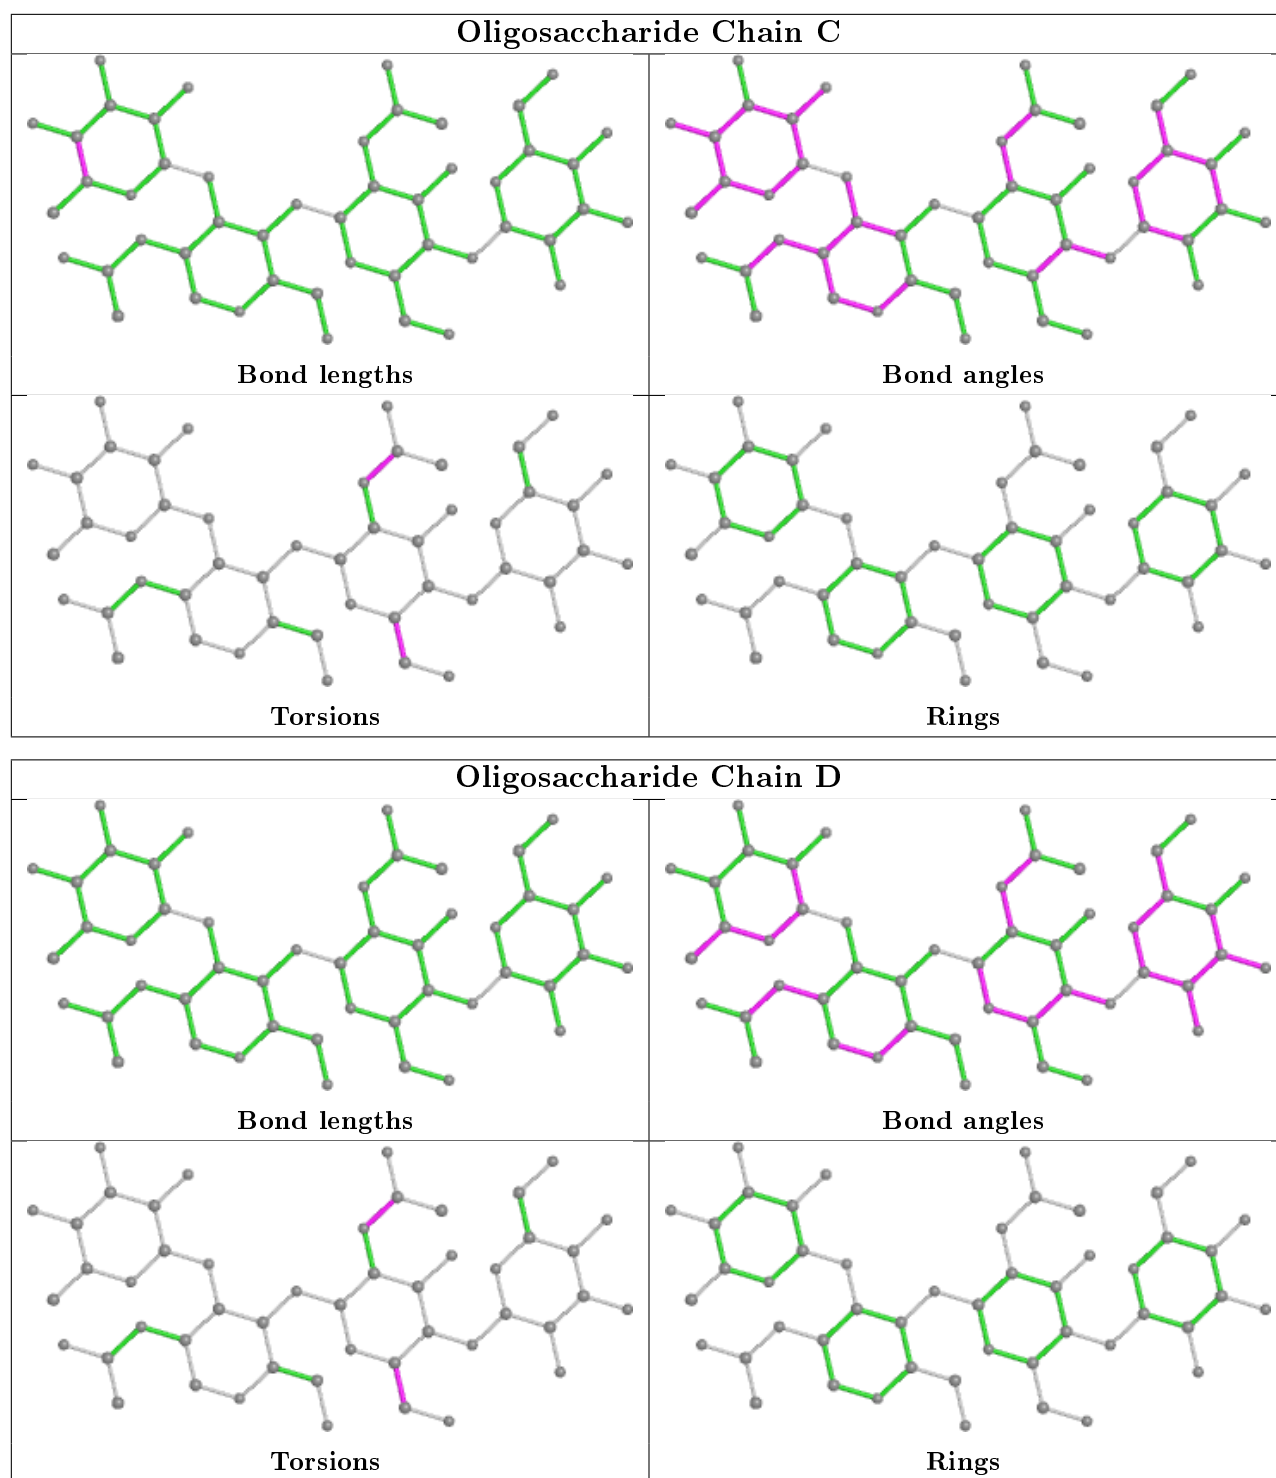 Oligosaccharide Chain C
Bond lengths
Bond angles
Torsions
Rings
Oligosaccharide Chain D
Bond lengths
Bond angles
Torsions
Rings